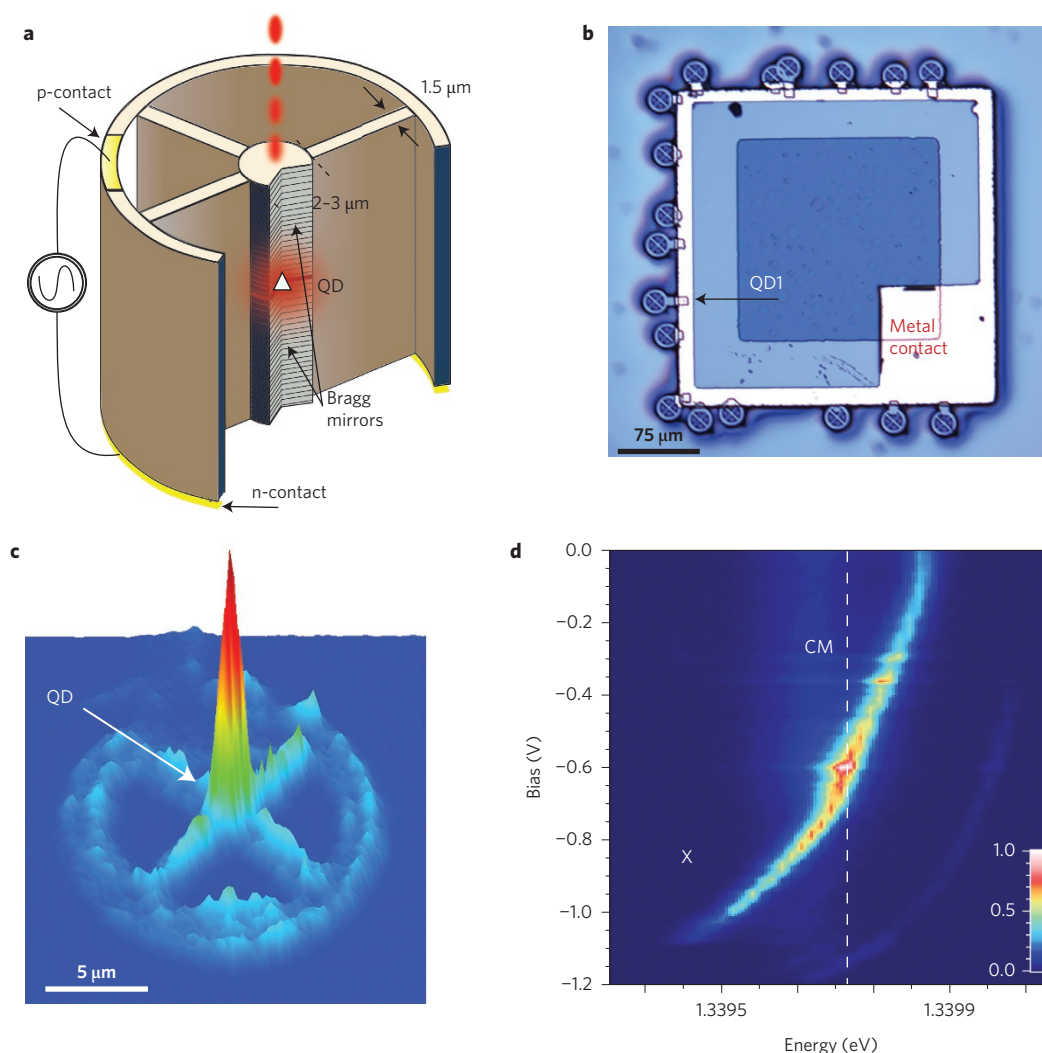 a
p-contact
1.5 μm
2–3 μm
QD
Bragg
mirrors
n-contact
b
QD1
Metal
contact
75 μm
c
QD
5 μm
d
0.0
−0.2
−0.4
−0.6
−0.8
−1.0
−1.2
Bias (V)
CM
X
1.0
0.5
0.0
1.3395
1.3899
Energy (eV)